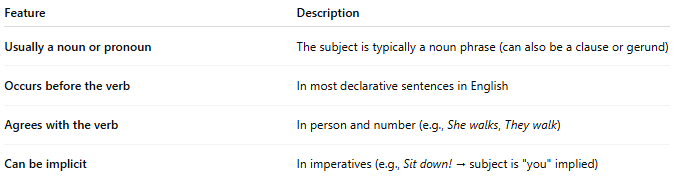 Feature Description
Usually a noun or pronoun The subject is typically a noun phrase (can also be a clause or gerund)
Occurs before the verb In most declarative sentences in English
Agrees with the verb In person and number (e.g., She walks, They walk)
Can be implicit In imperatives (e.g., Sit down! → subject is "you" implied)